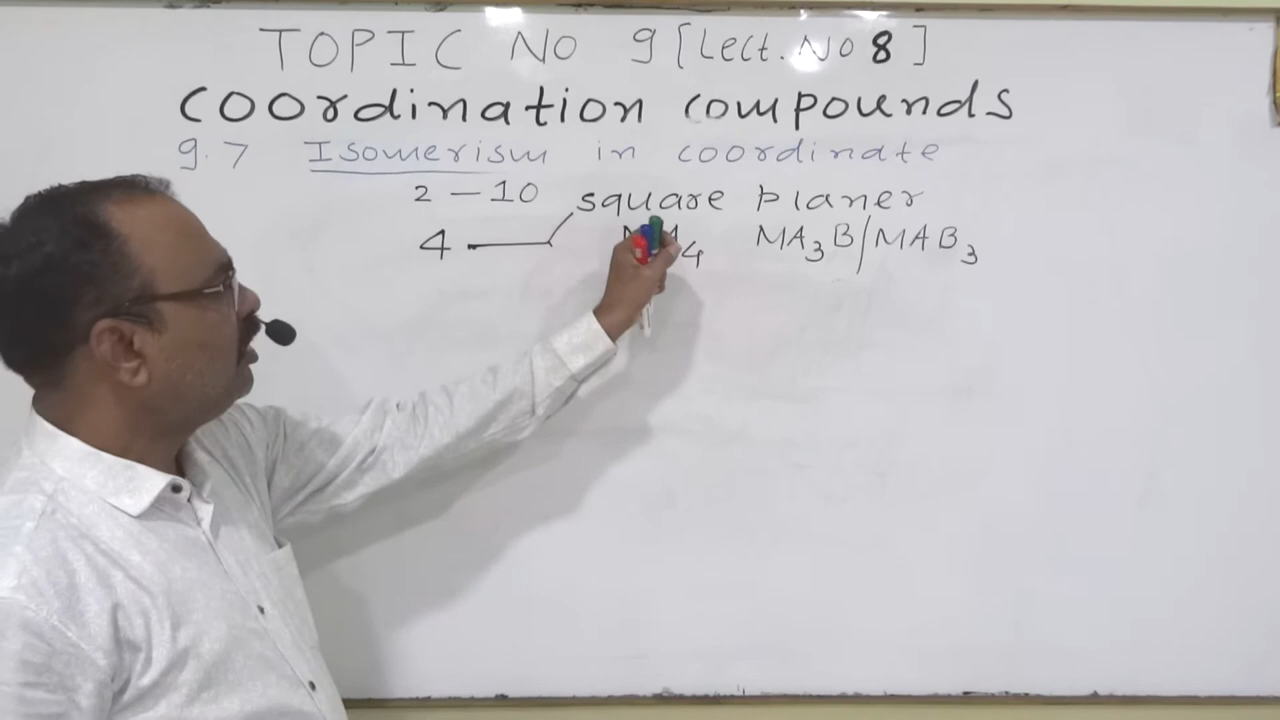 TOPIC NO 9 [Lect. NO 8]
coordination compounds
9.7 Isomerism in coordinate
2 – 10 square planer
4 4 MA3B/MAB3